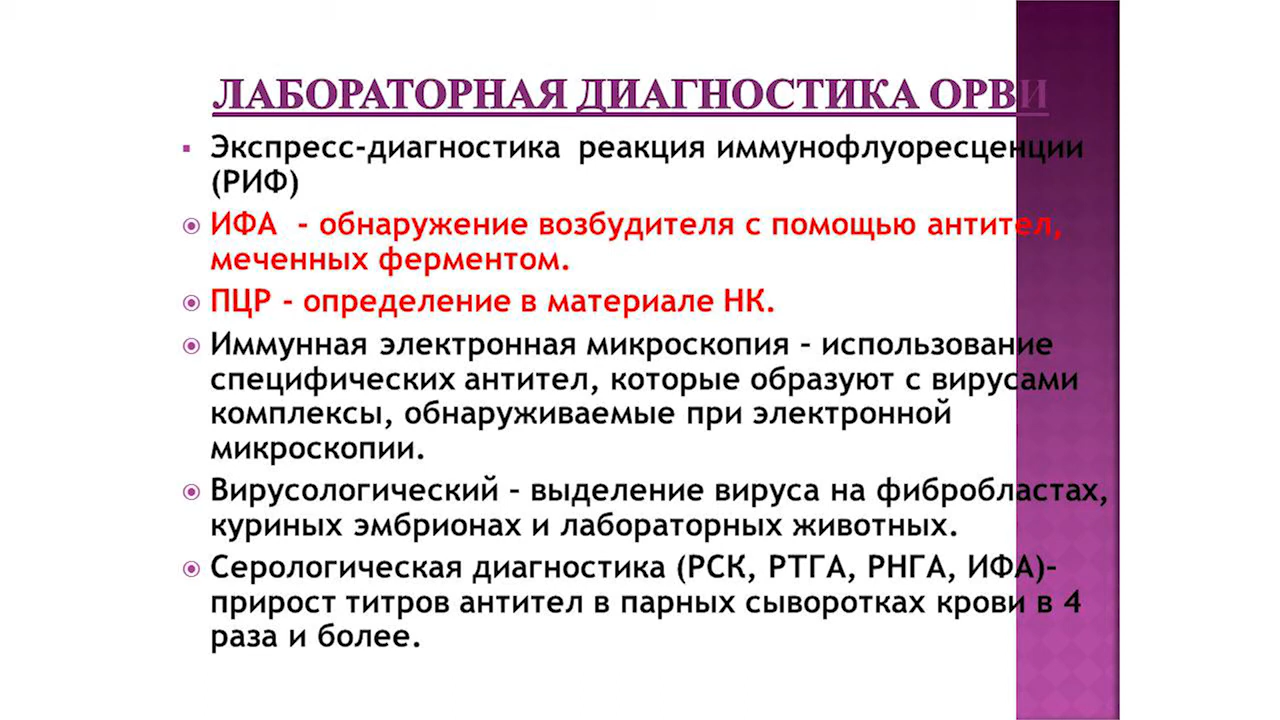 ЛАБОРАТОРНАЯ ДИАГНОСТИКА ОРВИ
Экспресс-диагностика реакция иммунофлуоресценции
(РИФ)
ИФА - обнаружение возбудителя с помощью антител,
меченных ферментом.
ПЦР - определение в материале НК.
Иммунная электронная микроскопия – использование
специфических антител, которые образуют с вирусами
комплексы, обнаруживаемые при электронной
микроскопии.
Вирусологический – выделение вируса на фибробластах,
куриных эмбрионах и лабораторных животных.
Серологическая диагностика (РСК, РТГА, РНГА, ИФА)–
прирост титров антител в парных сыворотках крови в 4
раза и более.